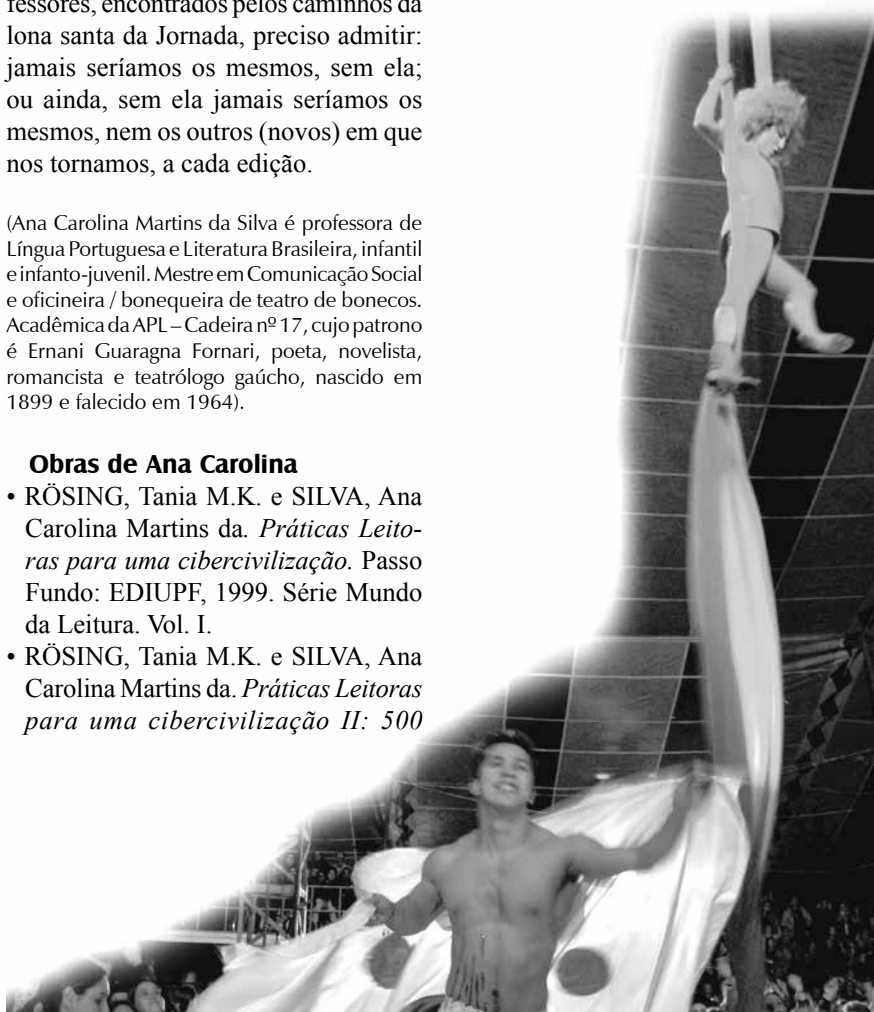 fessores, encontrados pelos caminhos da
lona santa da Jornada, preciso admitir:
jamais seríamos os mesmos, sem ela;
ou ainda, sem ela jamais seríamos os
mesmos, nem os outros (novos) em que
nos tornamos, a cada edição.
(Ana Carolina Martins da Silva é professora de
Língua Portuguesa e Literatura Brasileira, infantil
e infanto-juvenil. Mestre em Comunicação Social
e oficineira / bonequeira de teatro de bonecos.
Acadêmica da APL – Cadeira nº 17, cujo patrono
é Ernani Guaragna Fornari, poeta, novelista,
romancista e teatrólogo gaúcho, nascido em
1899 e falecido em 1964).
Obras de Ana Carolina
• RÖSING, Tania M.K. e SILVA, Ana
Carolina Martins da. Práticas Leito-
ras para uma cibercivilização. Passo
Fundo: EDIUPF, 1999. Série Mundo
da Leitura. Vol. I.
• RÖSING, Tania M.K. e SILVA, Ana
Carolina Martins da. Práticas Leitoras
para uma cibercivilização II: 500